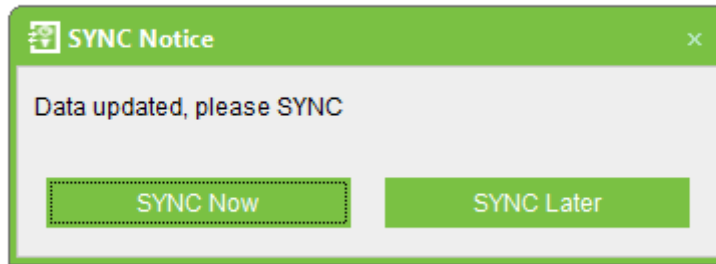 SYNC Notice
Data updated, please SYNC
SYNC Now
SYNC Later